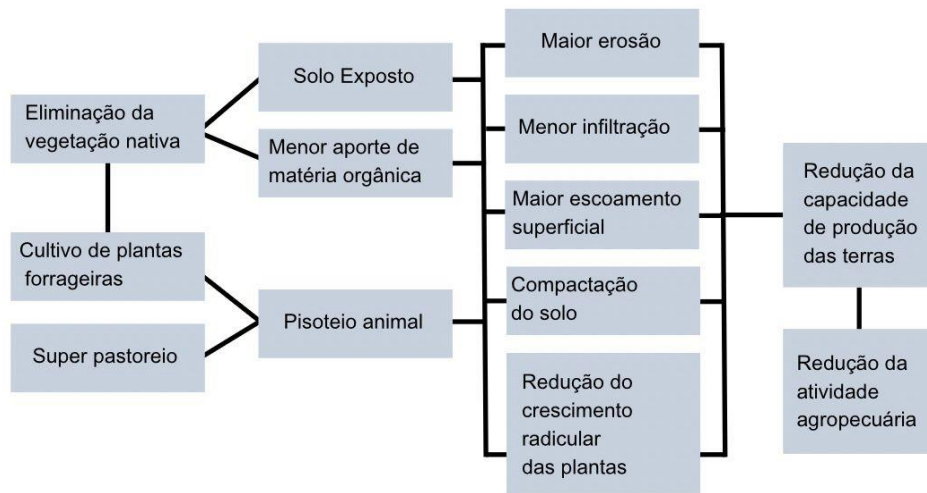 Eliminação da
vegetação nativa
Cultivo de plantas
forrageiras
Super pastoreio
Solo Exposto
Menor aporte de
matéria orgânica
Pisoteio animal
Maior erosão
Menor infiltração
Maior escoamento
superficial
Compactação
do solo
Redução do
crescimento
radicular
das plantas
Redução da
capacidade
de produção
das terras
Redução da
atividade
agropecuária